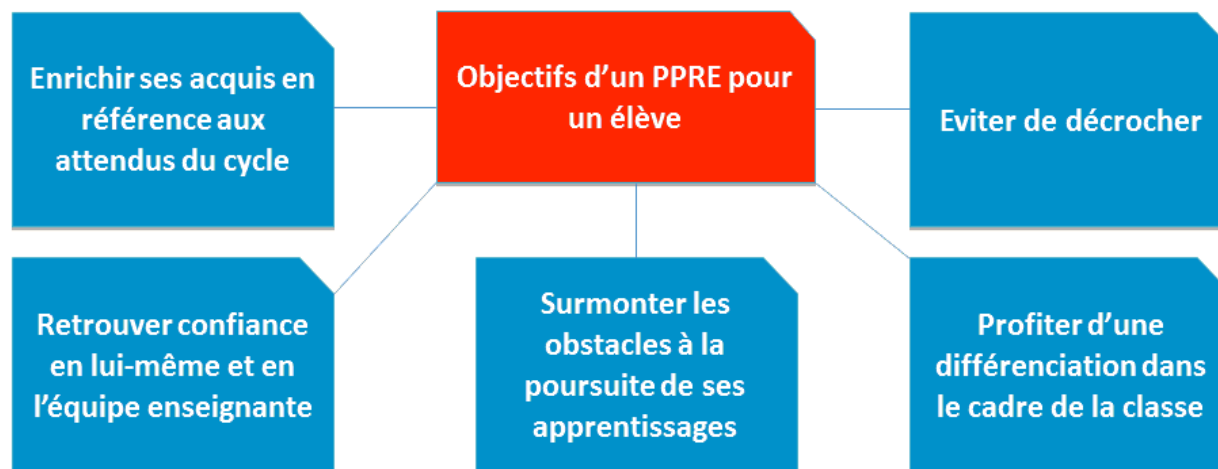 Enrichir ses acquis en
référence aux
attendus du cycle
Objectifs d'un PPRE pour
un élève
Eviter de décrocher
Retrouver confiance
en lui-même et en
l'équipe enseignante
Surmonter les
obstacles à la
poursuite de ses
apprentissages
Profiter d'une
différenciation dans
le cadre de la classe